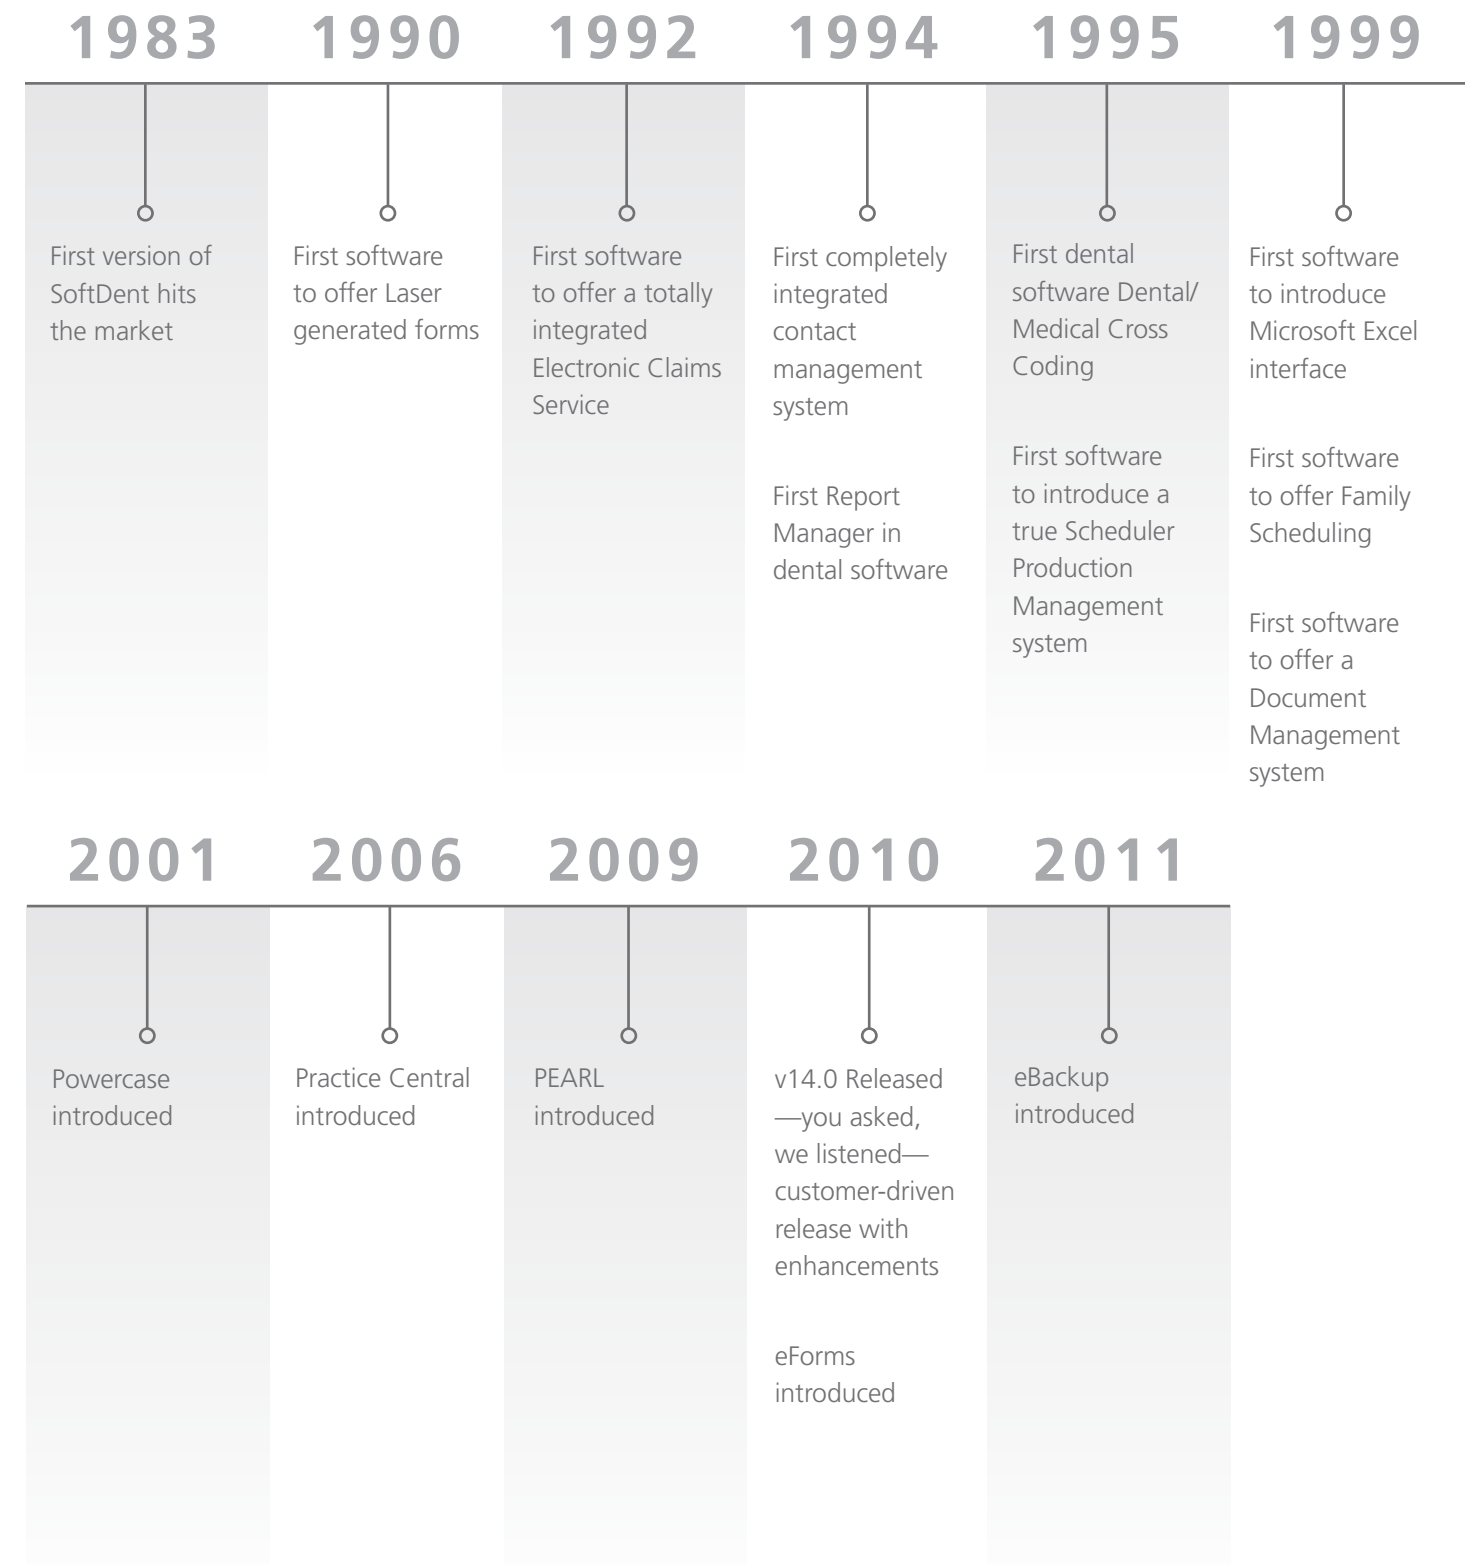 1983
First version of
SoftDent hits
the market
1990
First software
to offer Laser
generated forms
1992
First software
to offer a totally
integrated
Electronic Claims
Service
1994
First completely
integrated
contact
management
system
First Report
Manager in
dental software
1995
First dental
software Dental/
Medical Cross
Coding
First software
to introduce a
true Scheduler
Production
Management
system
1999
First software
to introduce
Microsoft Excel
interface
First software
to offer Family
Scheduling
First software
to offer a
Document
Management
system
2001
Powercase
introduced
2006
Practice Central
introduced
2009
PEARL
introduced
2010
v14.0 Released
—you asked,
we listened—
customer-driven
release with
enhancements
eForms
introduced
2011
eBackup
introduced